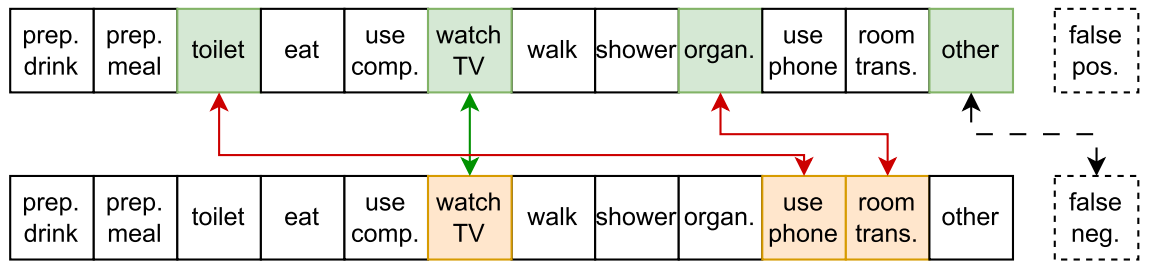 prep. drink prep. meal toilet eat use comp. watch TV walk shower organ. use phone room trans. other false pos.
prep. drink prep. meal toilet eat use comp. watch TV walk shower organ. use phone room trans. other false neg.